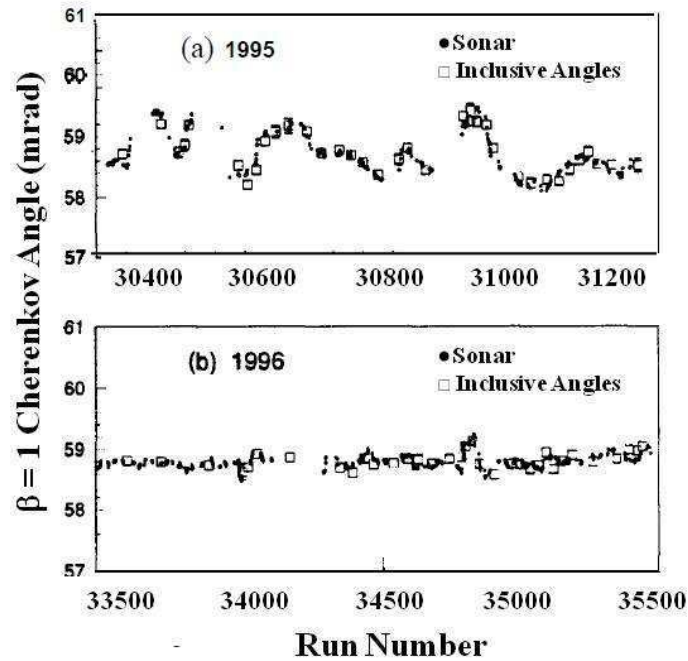 β = 1 Cherenkov Angle (mrad)
61
60
59
58
57
(a) 1995
Sonar
Inclusive Angles
30400 30600 30800 31000 31200
61
60
59
58
57
(b) 1996
Sonar
Inclusive Angles
33500 34000 34500 35000 35500
Run Number